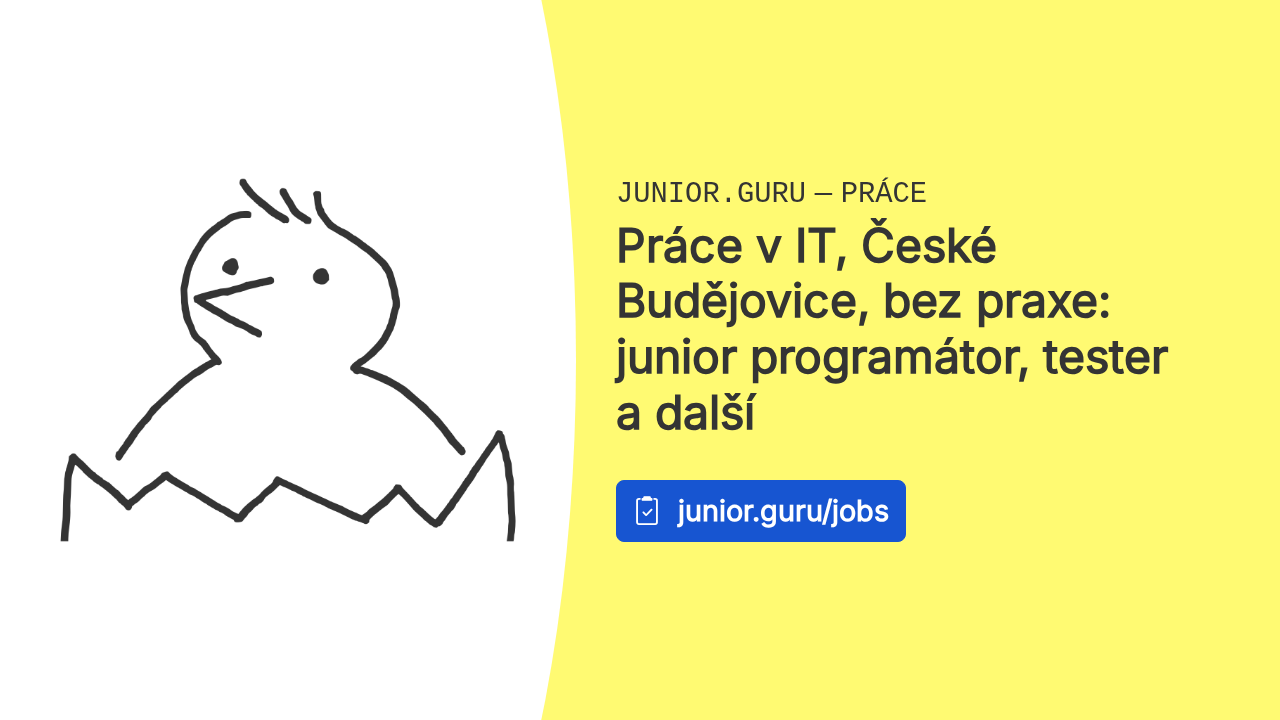 JUNIOR.GURU — PRÁCE
Práce v IT, České
Budějovice, bez praxe:
junior programátor, tester
a další
junior.guru/jobs